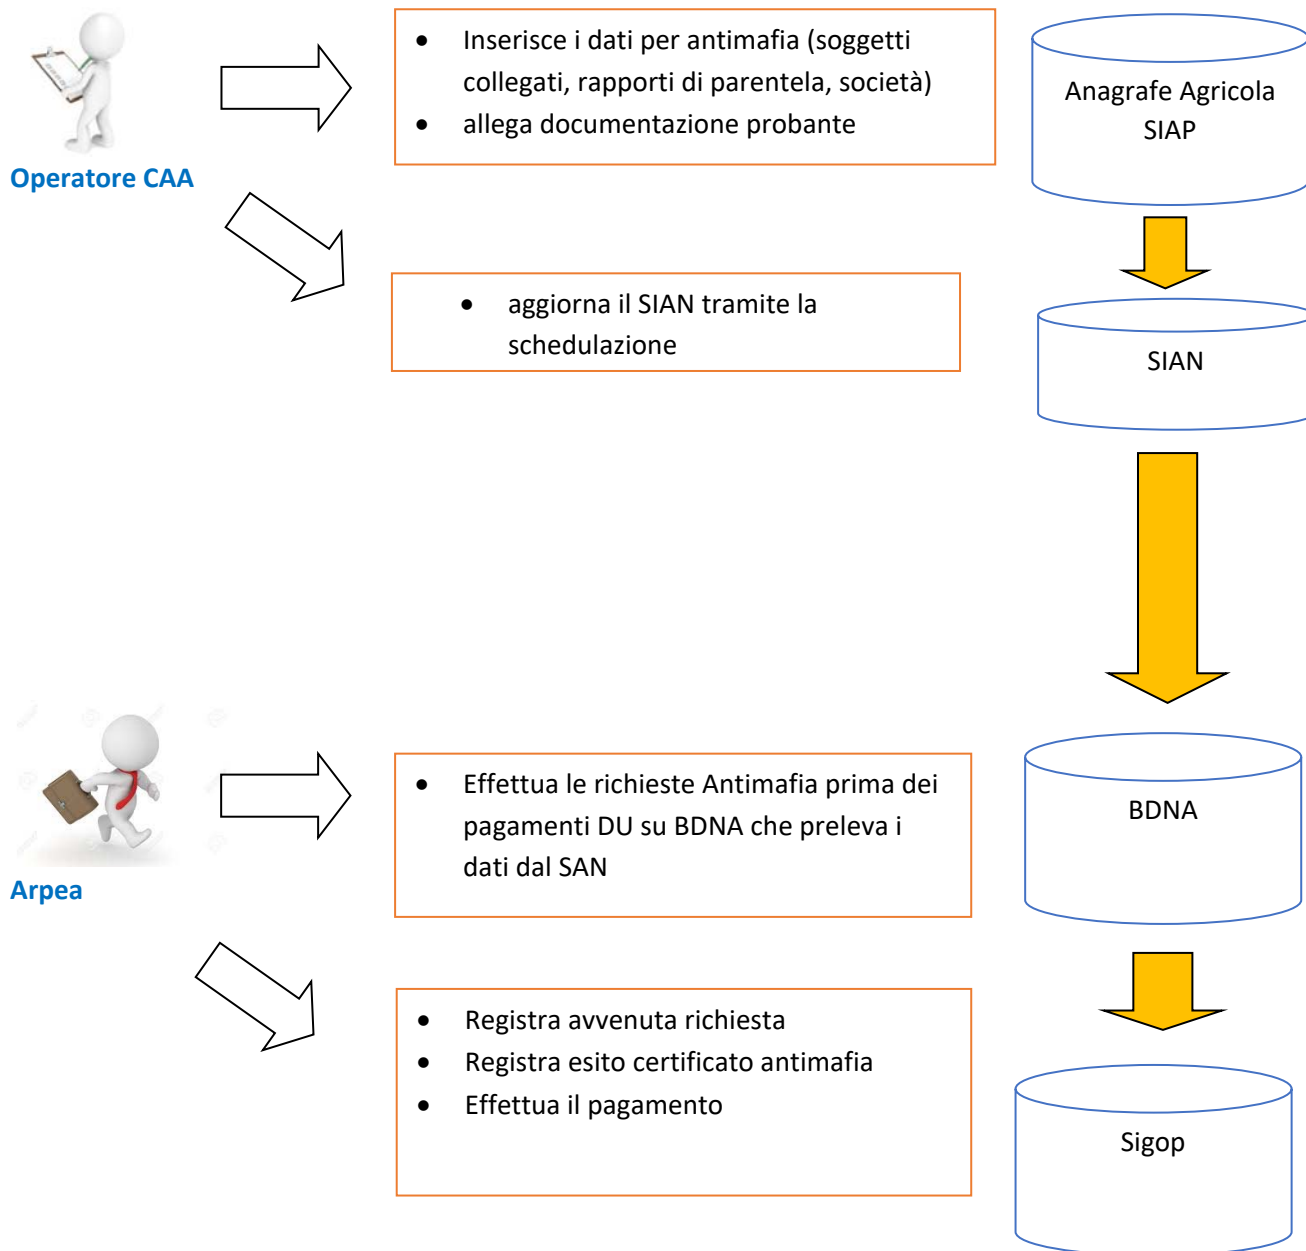 • Inserisce i dati per antimafia (soggetti
collegati, rapporti di parentela, società)
• allega documentazione probante
Anagrafe Agricola
SIAP
Operatore CAA
• aggiorna il SIAN tramite la
schedulazione
SIAN
• Effettua le richieste Antimafia prima dei
pagamenti DU su BDNA che preleva i
dati dal SAN
BDNA
Arpea
• Registra avvenuta richiesta
• Registra esito certificato antimafia
• Effettua il pagamento
Sigop